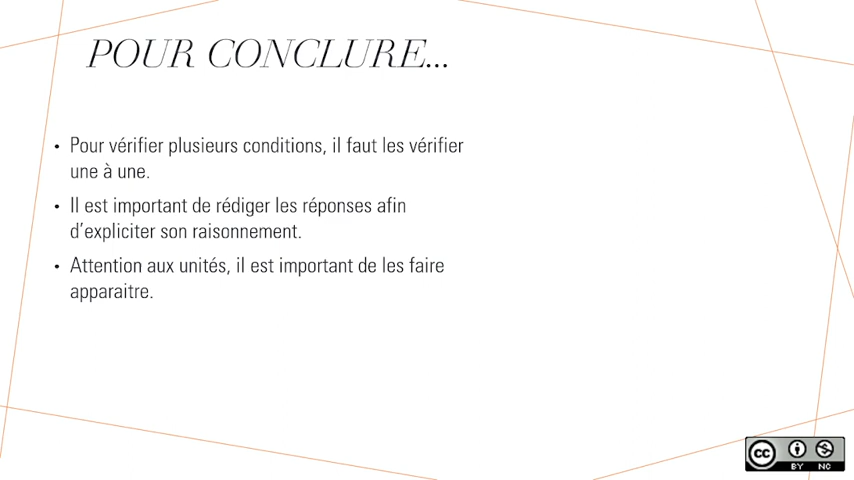 POUR CONCLURE...
• Pour vérifier plusieurs conditions, il faut les vérifier
une à une.
• Il est important de rédiger les réponses afin
d'expliciter son raisonnement.
• Attention aux unités, il est important de les faire
apparaitre.
cc
BY NC